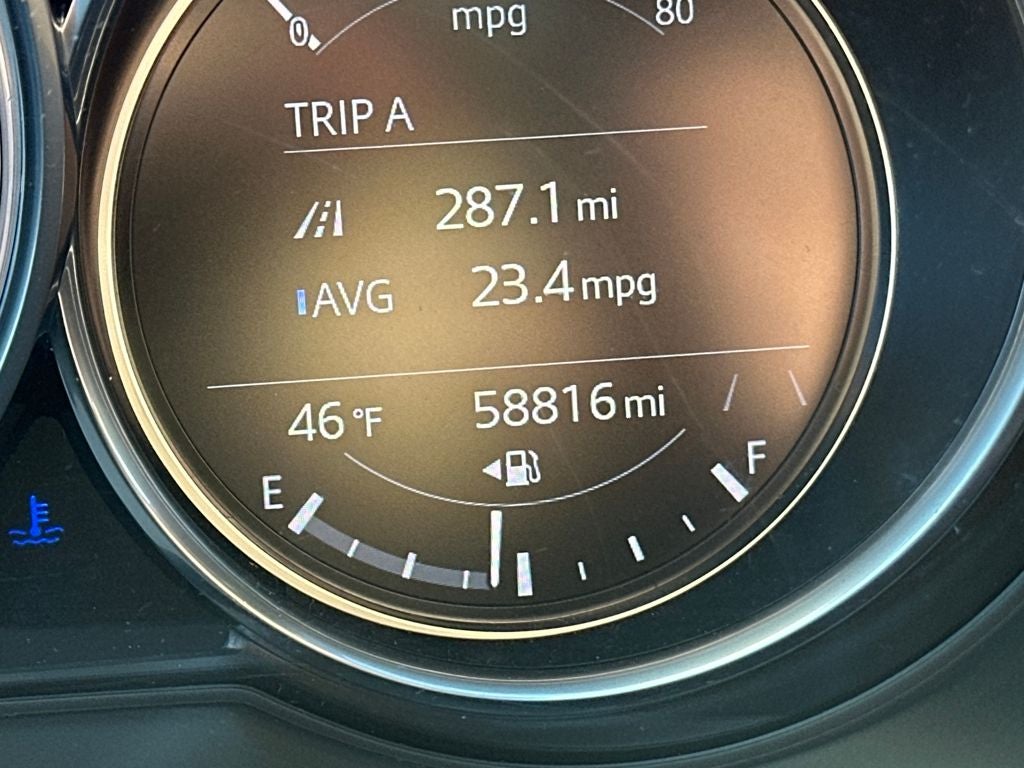 0 mpg 80
TRIP A
287.1 mi
AVG 23.4 mpg
46 °F 58816 mi
E F